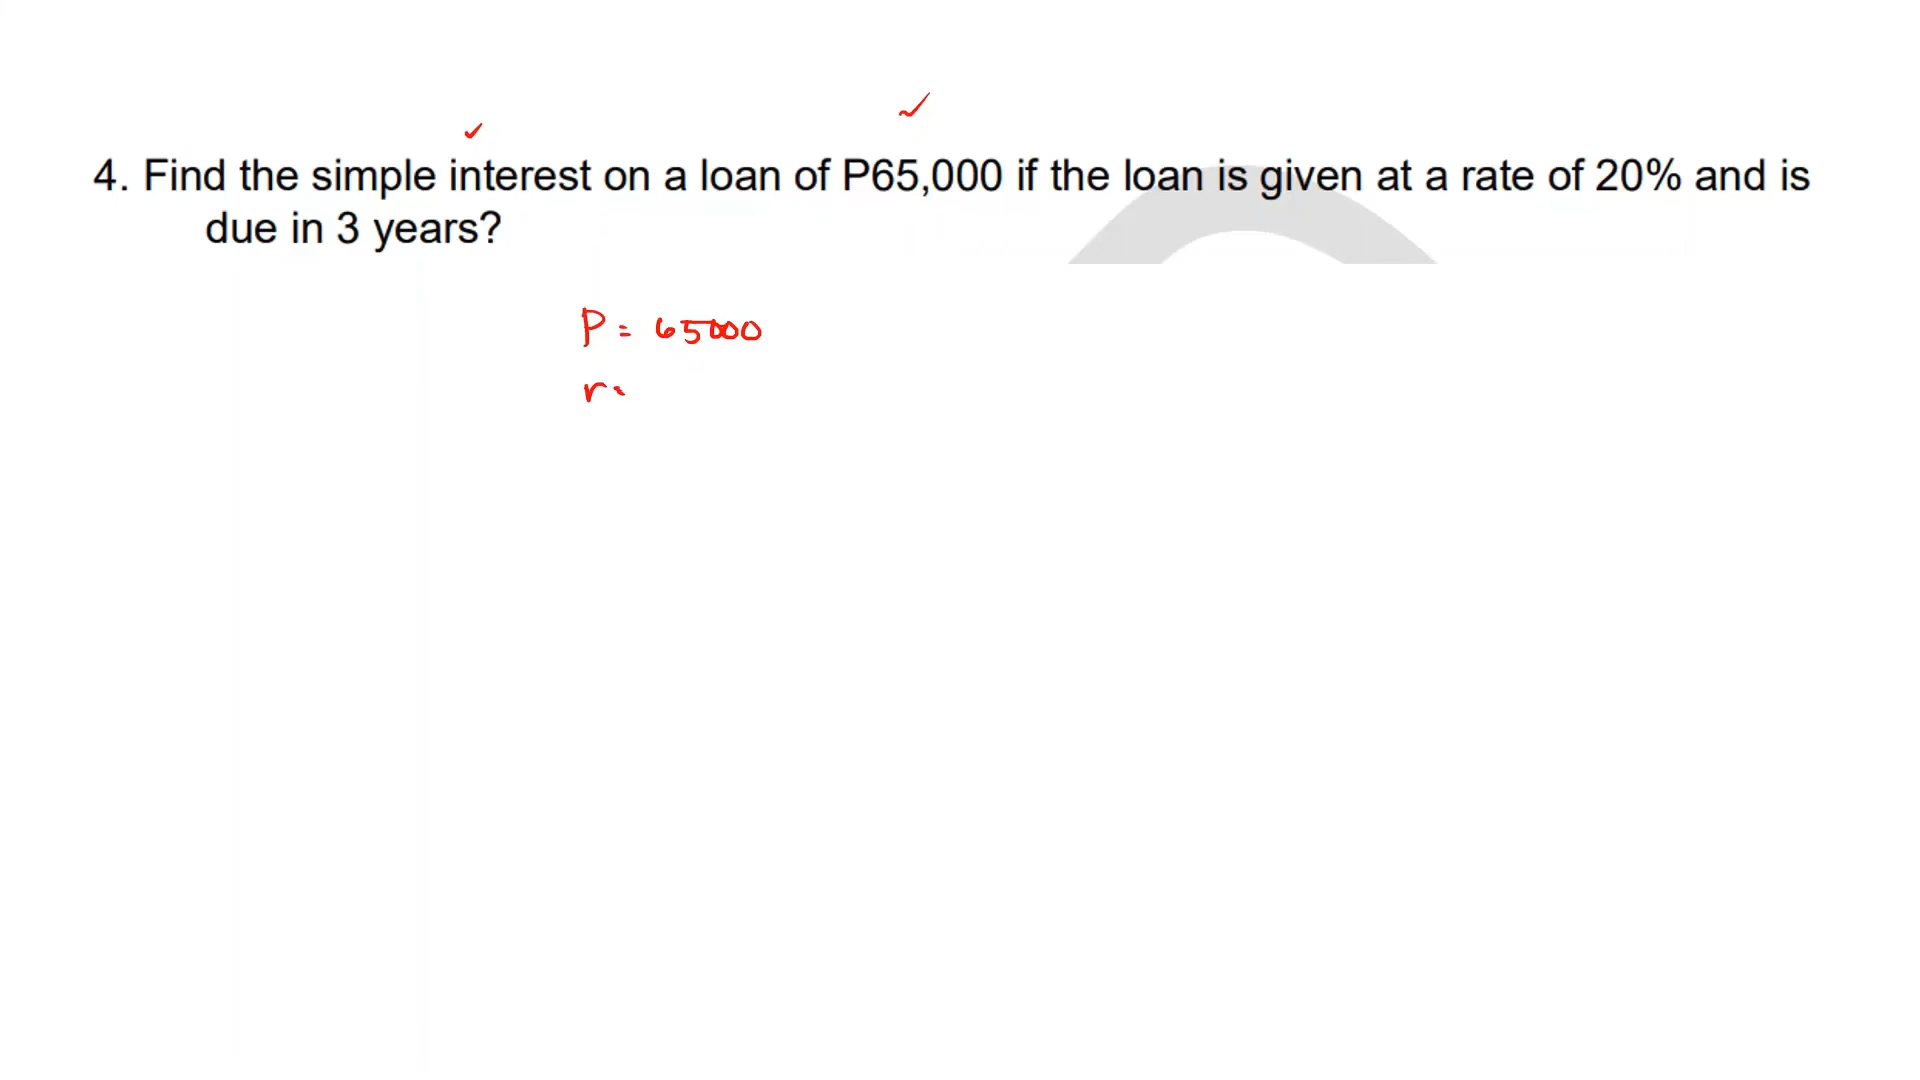 4. Find the simple interest on a loan of P65,000 if the loan is given at a rate of 20% and is
due in 3 years?
P = 65000
r